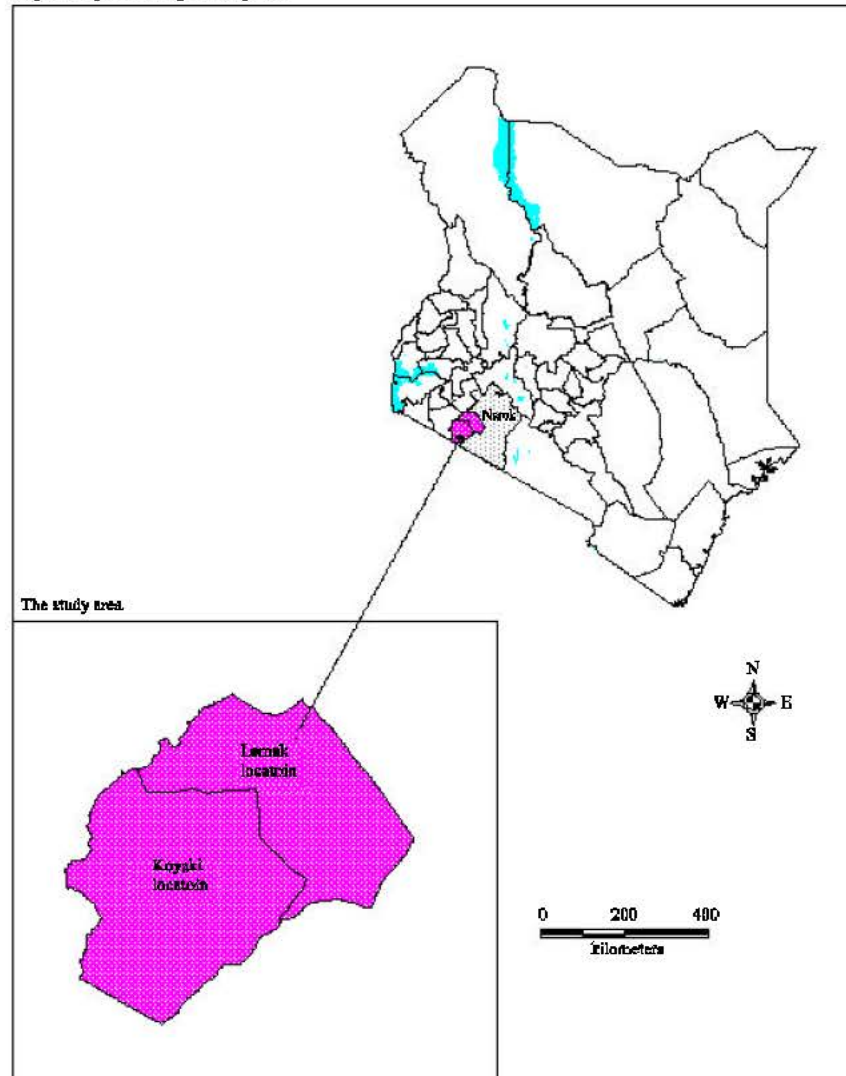 Narok
The study area
N
W E
S
Lemek
locatoin
Koyaki
locatoin
0 200 400
kilometers